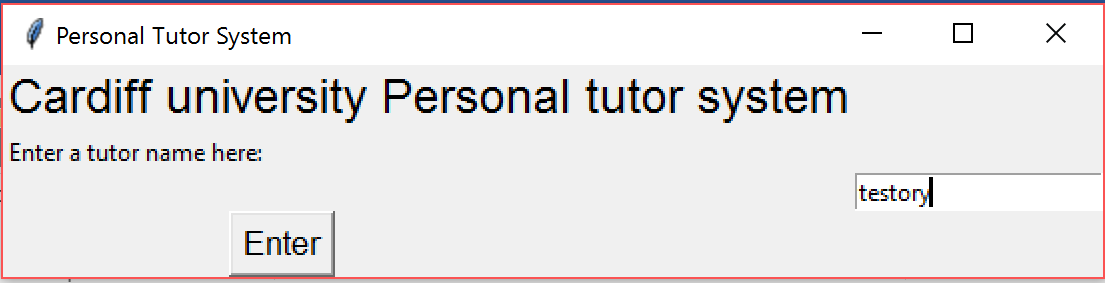 Personal Tutor System
Cardiff university Personal tutor system
Enter a tutor name here:
testory
Enter